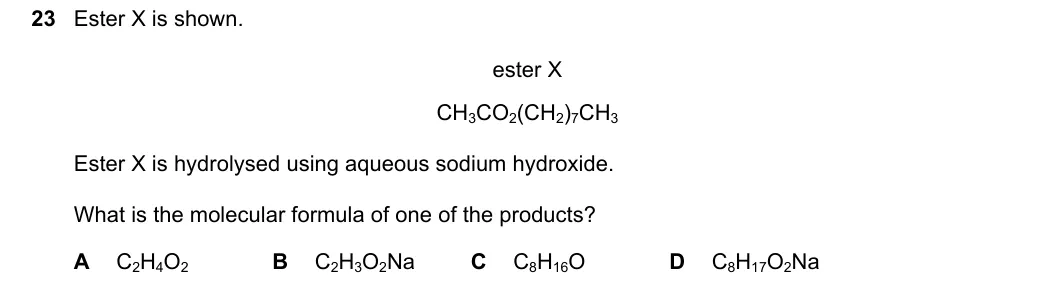 23 Ester X is shown.
ester X
CH₃CO₂(CH₂)₇CH₃
Ester X is hydrolysed using aqueous sodium hydroxide.
What is the molecular formula of one of the products?
A C₂H₄O₂ B C₂H₃O₂Na C C₈H₁₆O D C₈H₁₇O₂Na